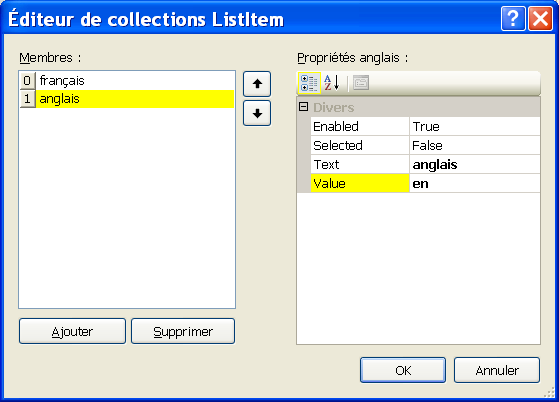 Éditeur de collections ListItem
Membres :
Propriétés anglais :
0 français
1 anglais
A Z
Divers
Enabled True
Selected False
Text anglais
Value en
Ajouter Supprimer
OK Annuler